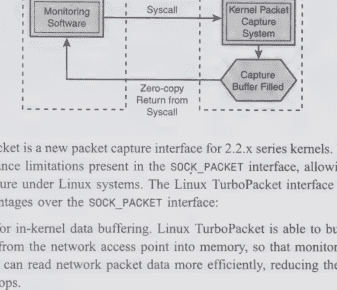 Monitoring
Software
Syscall
Kernel Packet
Capture
System
Capture
Buffer Filled
Zero-copy
Return from
Syscall
cket is a new packet capture interface for 2.2.x series kernels.
ance limitations present in the SOCK_PACKET interface, allowi
ure under Linux systems. The Linux TurboPacket interface
ntages over the SOCK_PACKET interface:
or in-kernel data buffering. Linux TurboPacket is able to bu
from the network access point into memory, so that monitor
can read network packet data more efficiently, reducing the
ops.